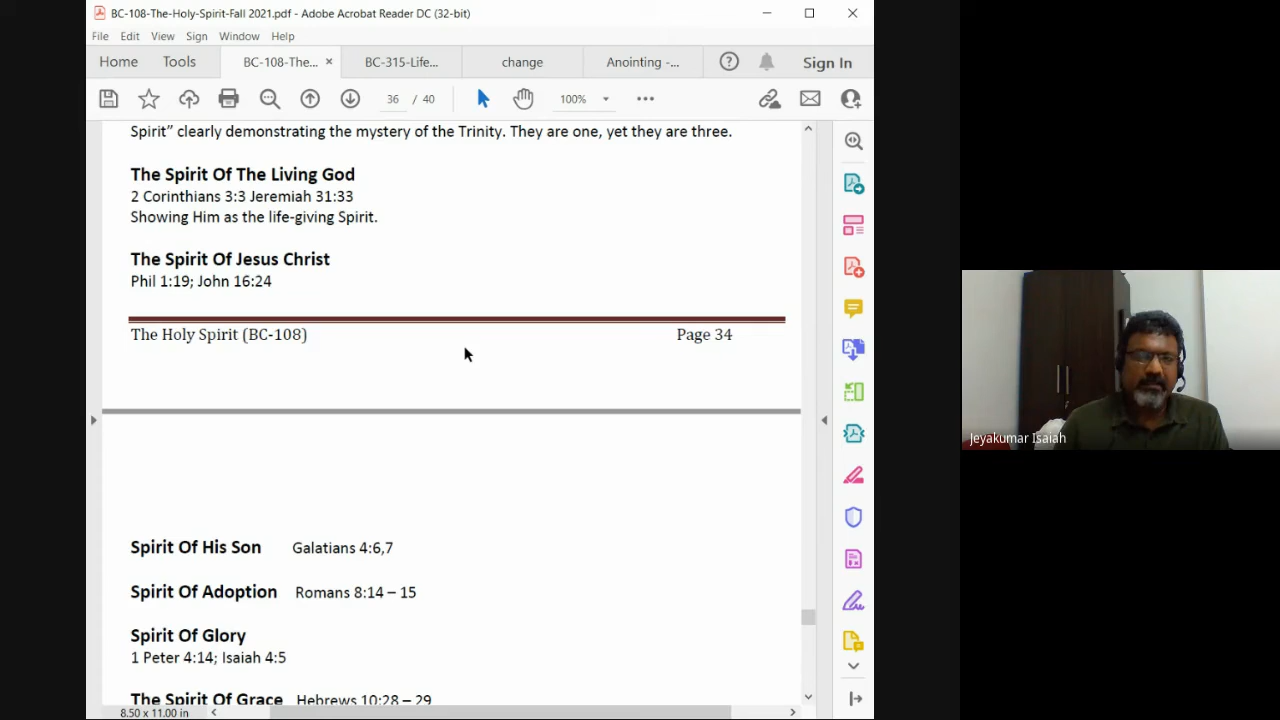 BC-108-The-Holy-Spirit-Fall 2021.pdf - Adobe Acrobat Reader DC (32-bit)
File Edit View Sign Window Help
Home Tools BC-108-The... × BC-315-Life... change Anointing -... Sign In
36 / 40 100%
Spirit” clearly demonstrating the mystery of the Trinity. They are one, yet they are three.
The Spirit Of The Living God
2 Corinthians 3:3 Jeremiah 31:33
Showing Him as the life-giving Spirit.
The Spirit Of Jesus Christ
Phil 1:19; John 16:24
The Holy Spirit (BC-108) Page 34
Spirit Of His Son Galatians 4:6,7
Spirit Of Adoption Romans 8:14 – 15
Spirit Of Glory
1 Peter 4:14; Isaiah 4:5
The Spirit Of Grace Hebrews 10:28 – 29
8.50 x 11.00 in
Jeyakumar Isaiah